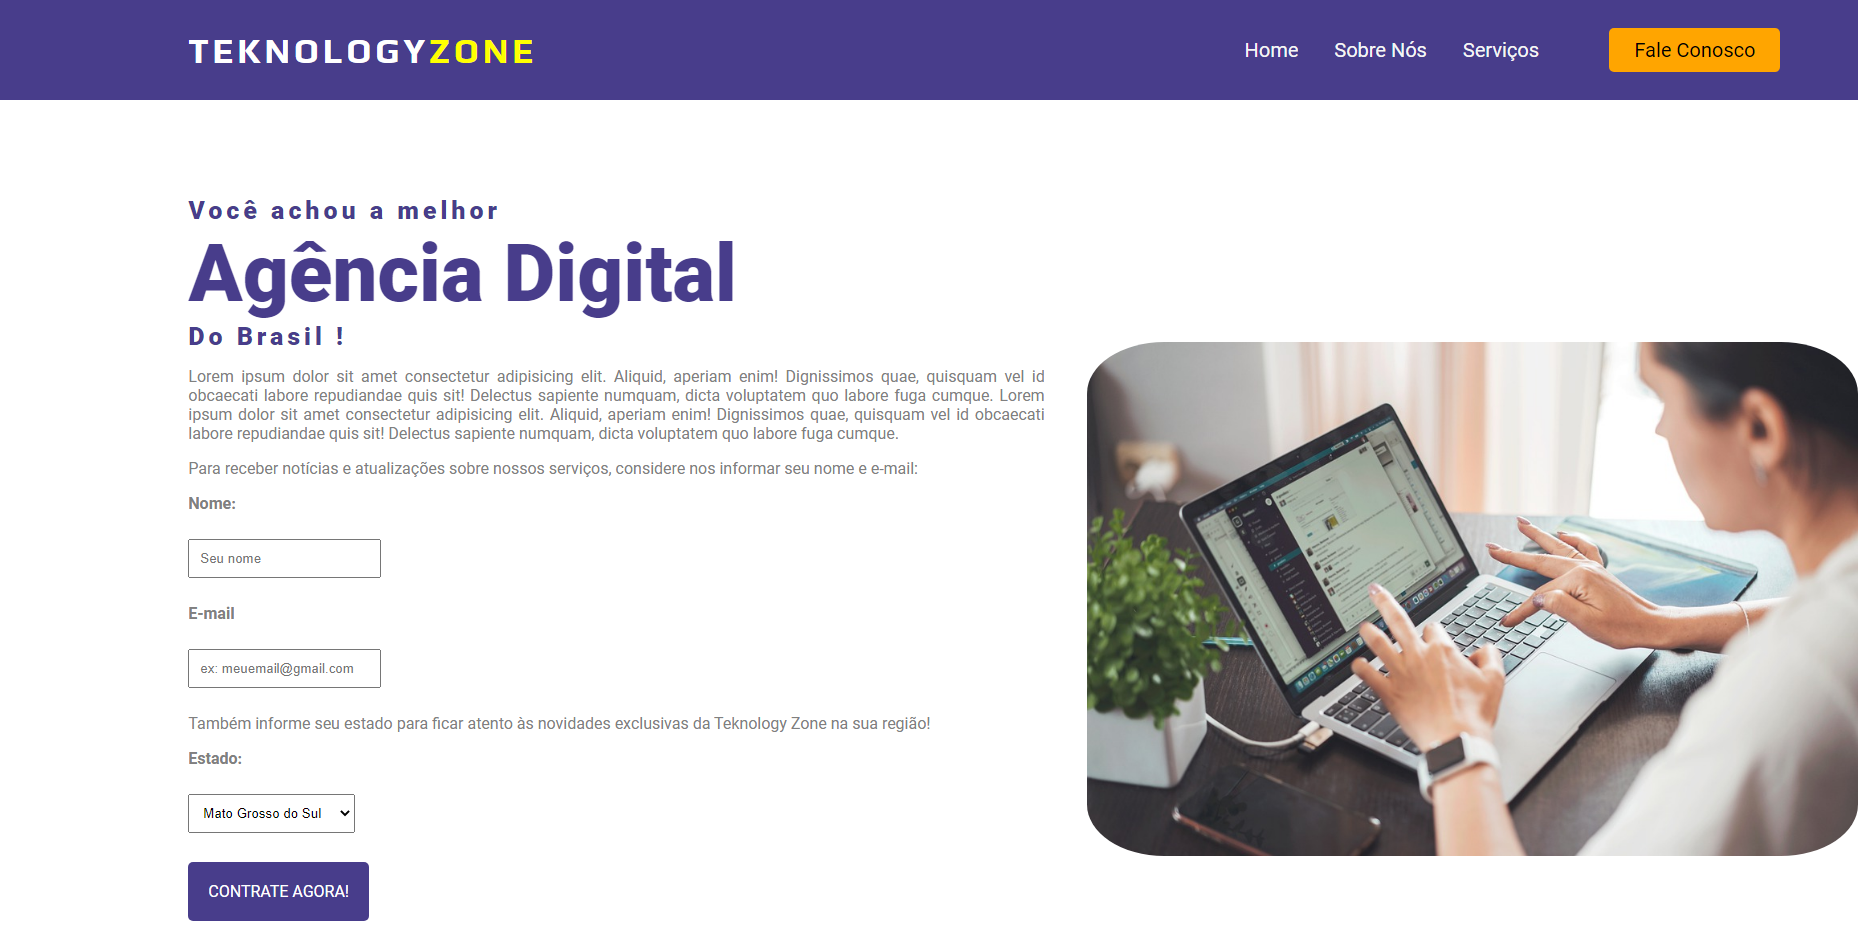 TEKNOLOGYZONE
Home Sobre Nós Serviços Fale Conosco
Você achou a melhor
Agência Digital
Do Brasil !
Lorem ipsum dolor sit amet consectetur adipisicing elit. Aliquid, aperiam enim! Dignissimos quae, quisquam vel id
obcaecati labore repudiandae quis sit! Delectus sapiente numquam, dicta voluptatem quo labore fuga cumque. Lorem
ipsum dolor sit amet consectetur adipisicing elit. Aliquid, aperiam enim! Dignissimos quae, quisquam vel id obcaecati
labore repudiandae quis sit! Delectus sapiente numquam, dicta voluptatem quo labore fuga cumque.
Para receber notícias e atualizações sobre nossos serviços, considere nos informar seu nome e e-mail:
Nome:
Seu nome
E-mail
ex: meuemail@gmail.com
Também informe seu estado para ficar atento às novidades exclusivas da Teknology Zone na sua região!
Estado:
Mato Grosso do Sul
CONTRATE AGORA!